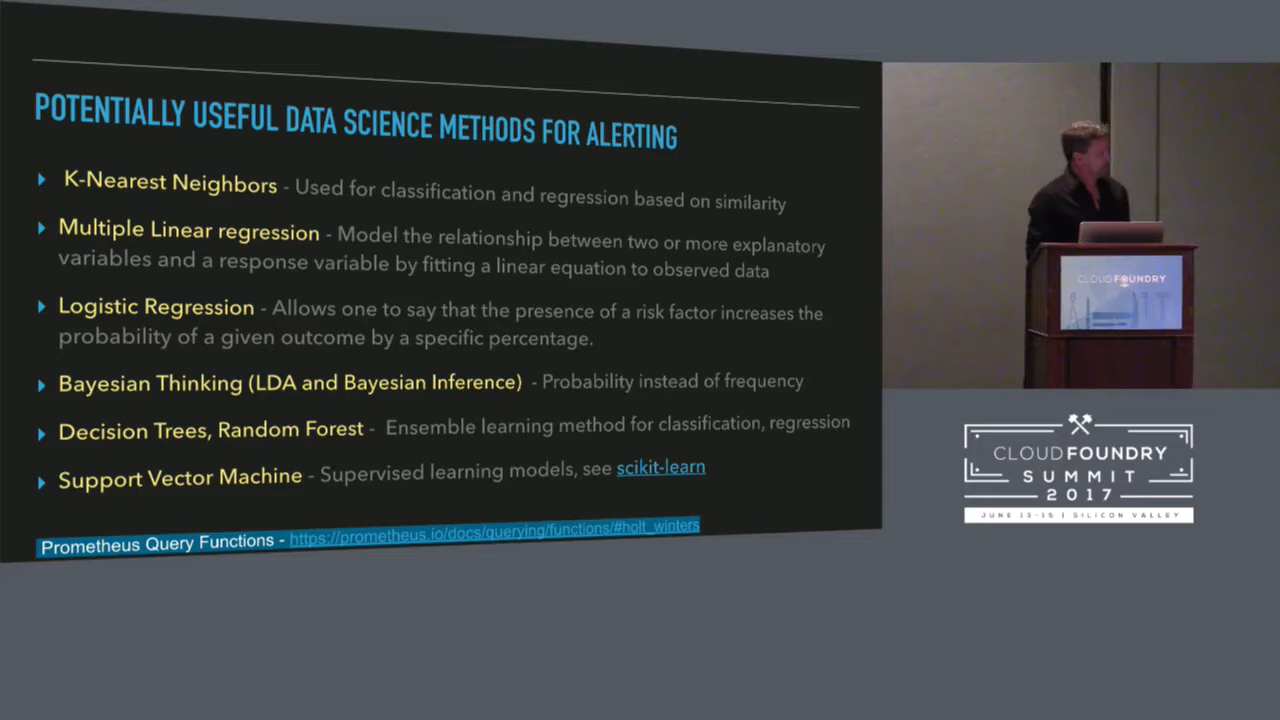 POTENTIALLY USEFUL DATA SCIENCE METHODS FOR ALERTING
K-Nearest Neighbors - Used for classification and regression based on similarity
Multiple Linear regression - Model the relationship between two or more explanatory
variables and a response variable by fitting a linear equation to observed data
Logistic Regression - Allows one to say that the presence of a risk factor increases the
probability of a given outcome by a specific percentage.
Bayesian Thinking (LDA and Bayesian Inference) - Probability instead of frequency
Decision Trees, Random Forest - Ensemble learning method for classification, regression
Support Vector Machine - Supervised learning models, see scikit-learn
Prometheus Query Functions - https://prometheus.io/docs/querying/functions/#holt_winters
CLOUD FOUNDRY
CLOUD FOUNDRY
SUMMIT
2017
JUNE 13-15 | SILICON VALLEY